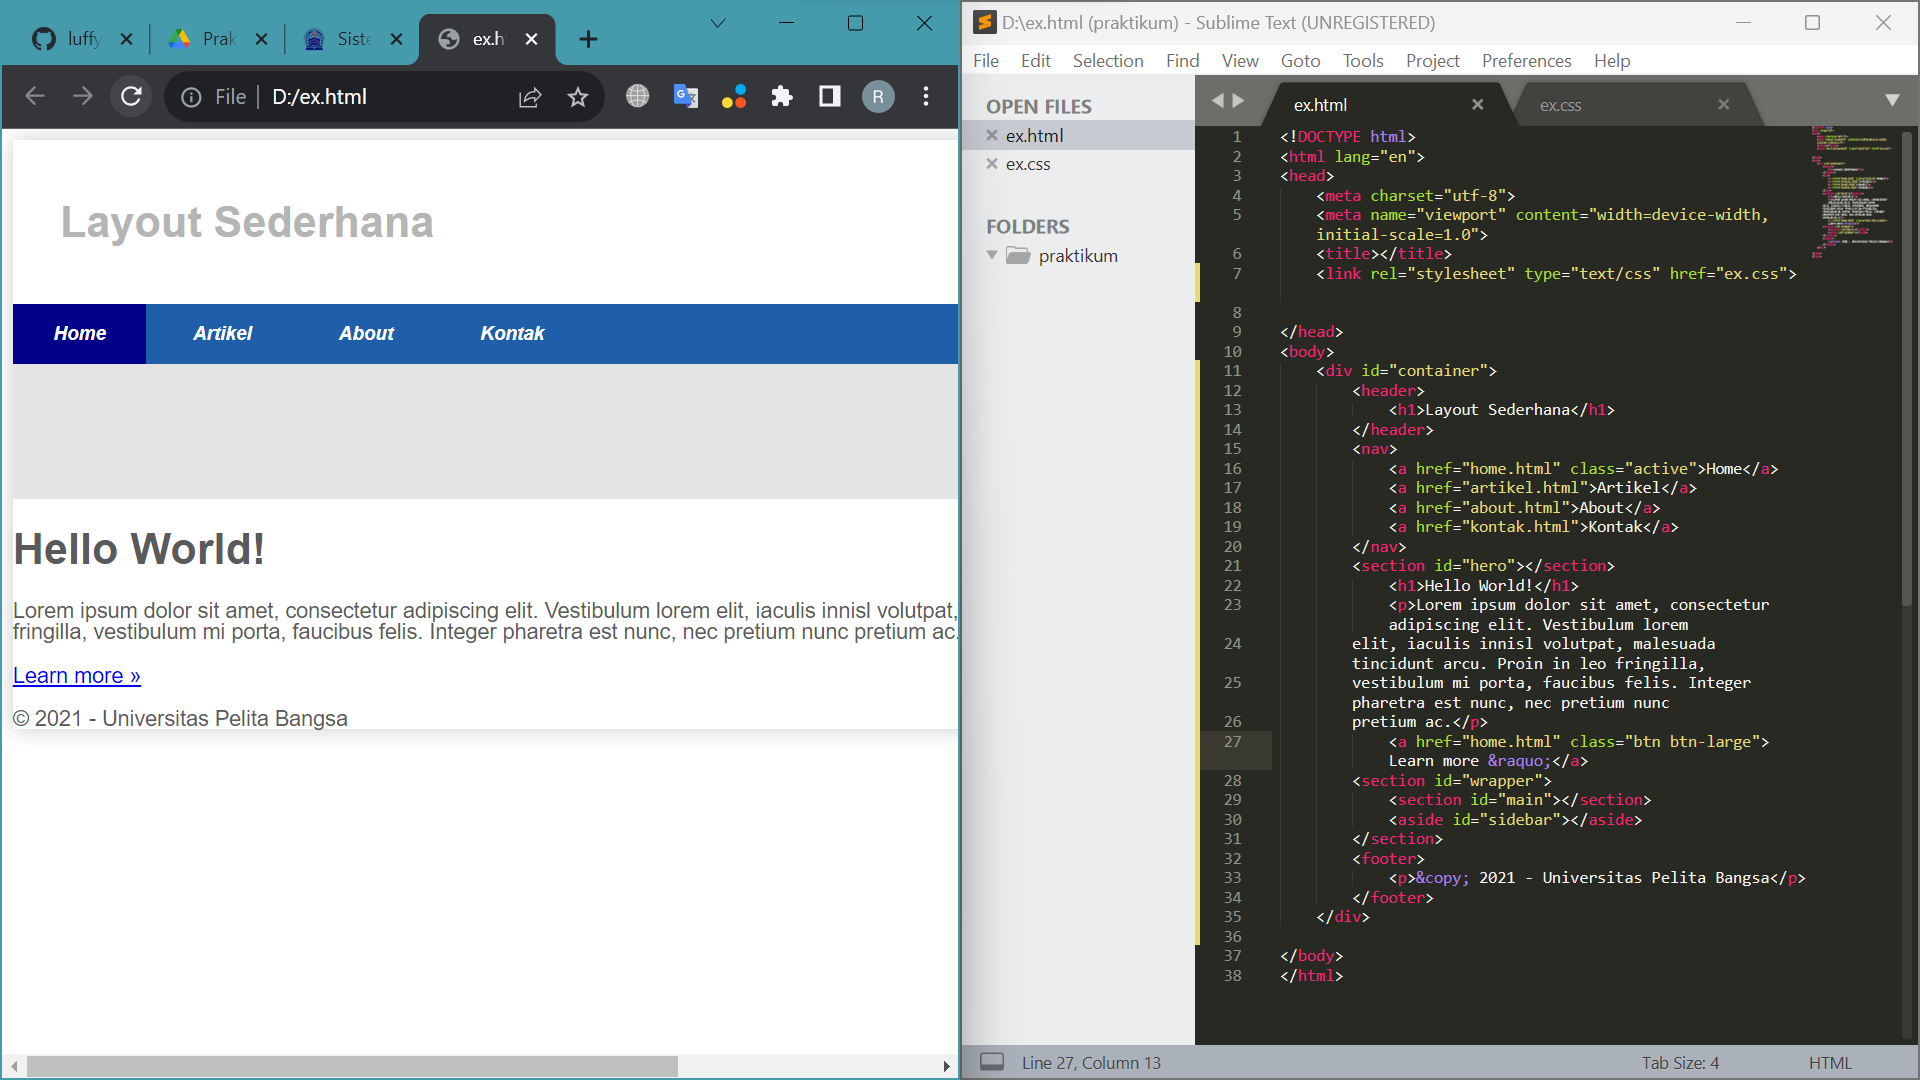 luffy
Prak
Siste
ex.h
File
D:/ex.html
R
Layout Sederhana
Home
Artikel
About
Kontak
Hello World!
Lorem ipsum dolor sit amet, consectetur adipiscing elit. Vestibulum lorem elit, iaculis innisl volutpat,
fringilla, vestibulum mi porta, faucibus felis. Integer pharetra est nunc, nec pretium nunc pretium ac.
Learn more »
© 2021 - Universitas Pelita Bangsa
D:\ex.html (praktikum) - Sublime Text (UNREGISTERED)
File Edit Selection Find View Goto Tools Project Preferences Help
OPEN FILES
ex.html
ex.css
FOLDERS
praktikum
ex.html
ex.css
1 <!DOCTYPE html>
2 <html lang="en">
3 <head>
4 <meta charset="utf-8">
5 <meta name="viewport" content="width=device-width,
initial-scale=1.0">
6 <title></title>
7 <link rel="stylesheet" type="text/css" href="ex.css">
8
9 </head>
10 <body>
11 <div id="container">
12 <header>
13 <h1>Layout Sederhana</h1>
14 </header>
15 <nav>
16 <a href="home.html" class="active">Home</a>
17 <a href="artikel.html">Artikel</a>
18 <a href="about.html">About</a>
19 <a href="kontak.html">Kontak</a>
20 </nav>
21 <section id="hero"></section>
22 <h1>Hello World!</h1>
23 <p>Lorem ipsum dolor sit amet, consectetur
adipiscing elit. Vestibulum lorem
24 elit, iaculis innisl volutpat, malesuada
tincidunt arcu. Proin in leo fringilla,
25 vestibulum mi porta, faucibus felis. Integer
pharetra est nunc, nec pretium nunc
26 pretium ac.</p>
27 <a href="home.html" class="btn btn-large">
Learn more &raquo;</a>
28 <section id="wrapper">
29 <section id="main"></section>
30 <aside id="sidebar"></aside>
31 </section>
32 <footer>
33 <p>&copy; 2021 - Universitas Pelita Bangsa</p>
34 </footer>
35 </div>
36
37 </body>
38 </html>
Line 27, Column 13
Tab Size: 4
HTML